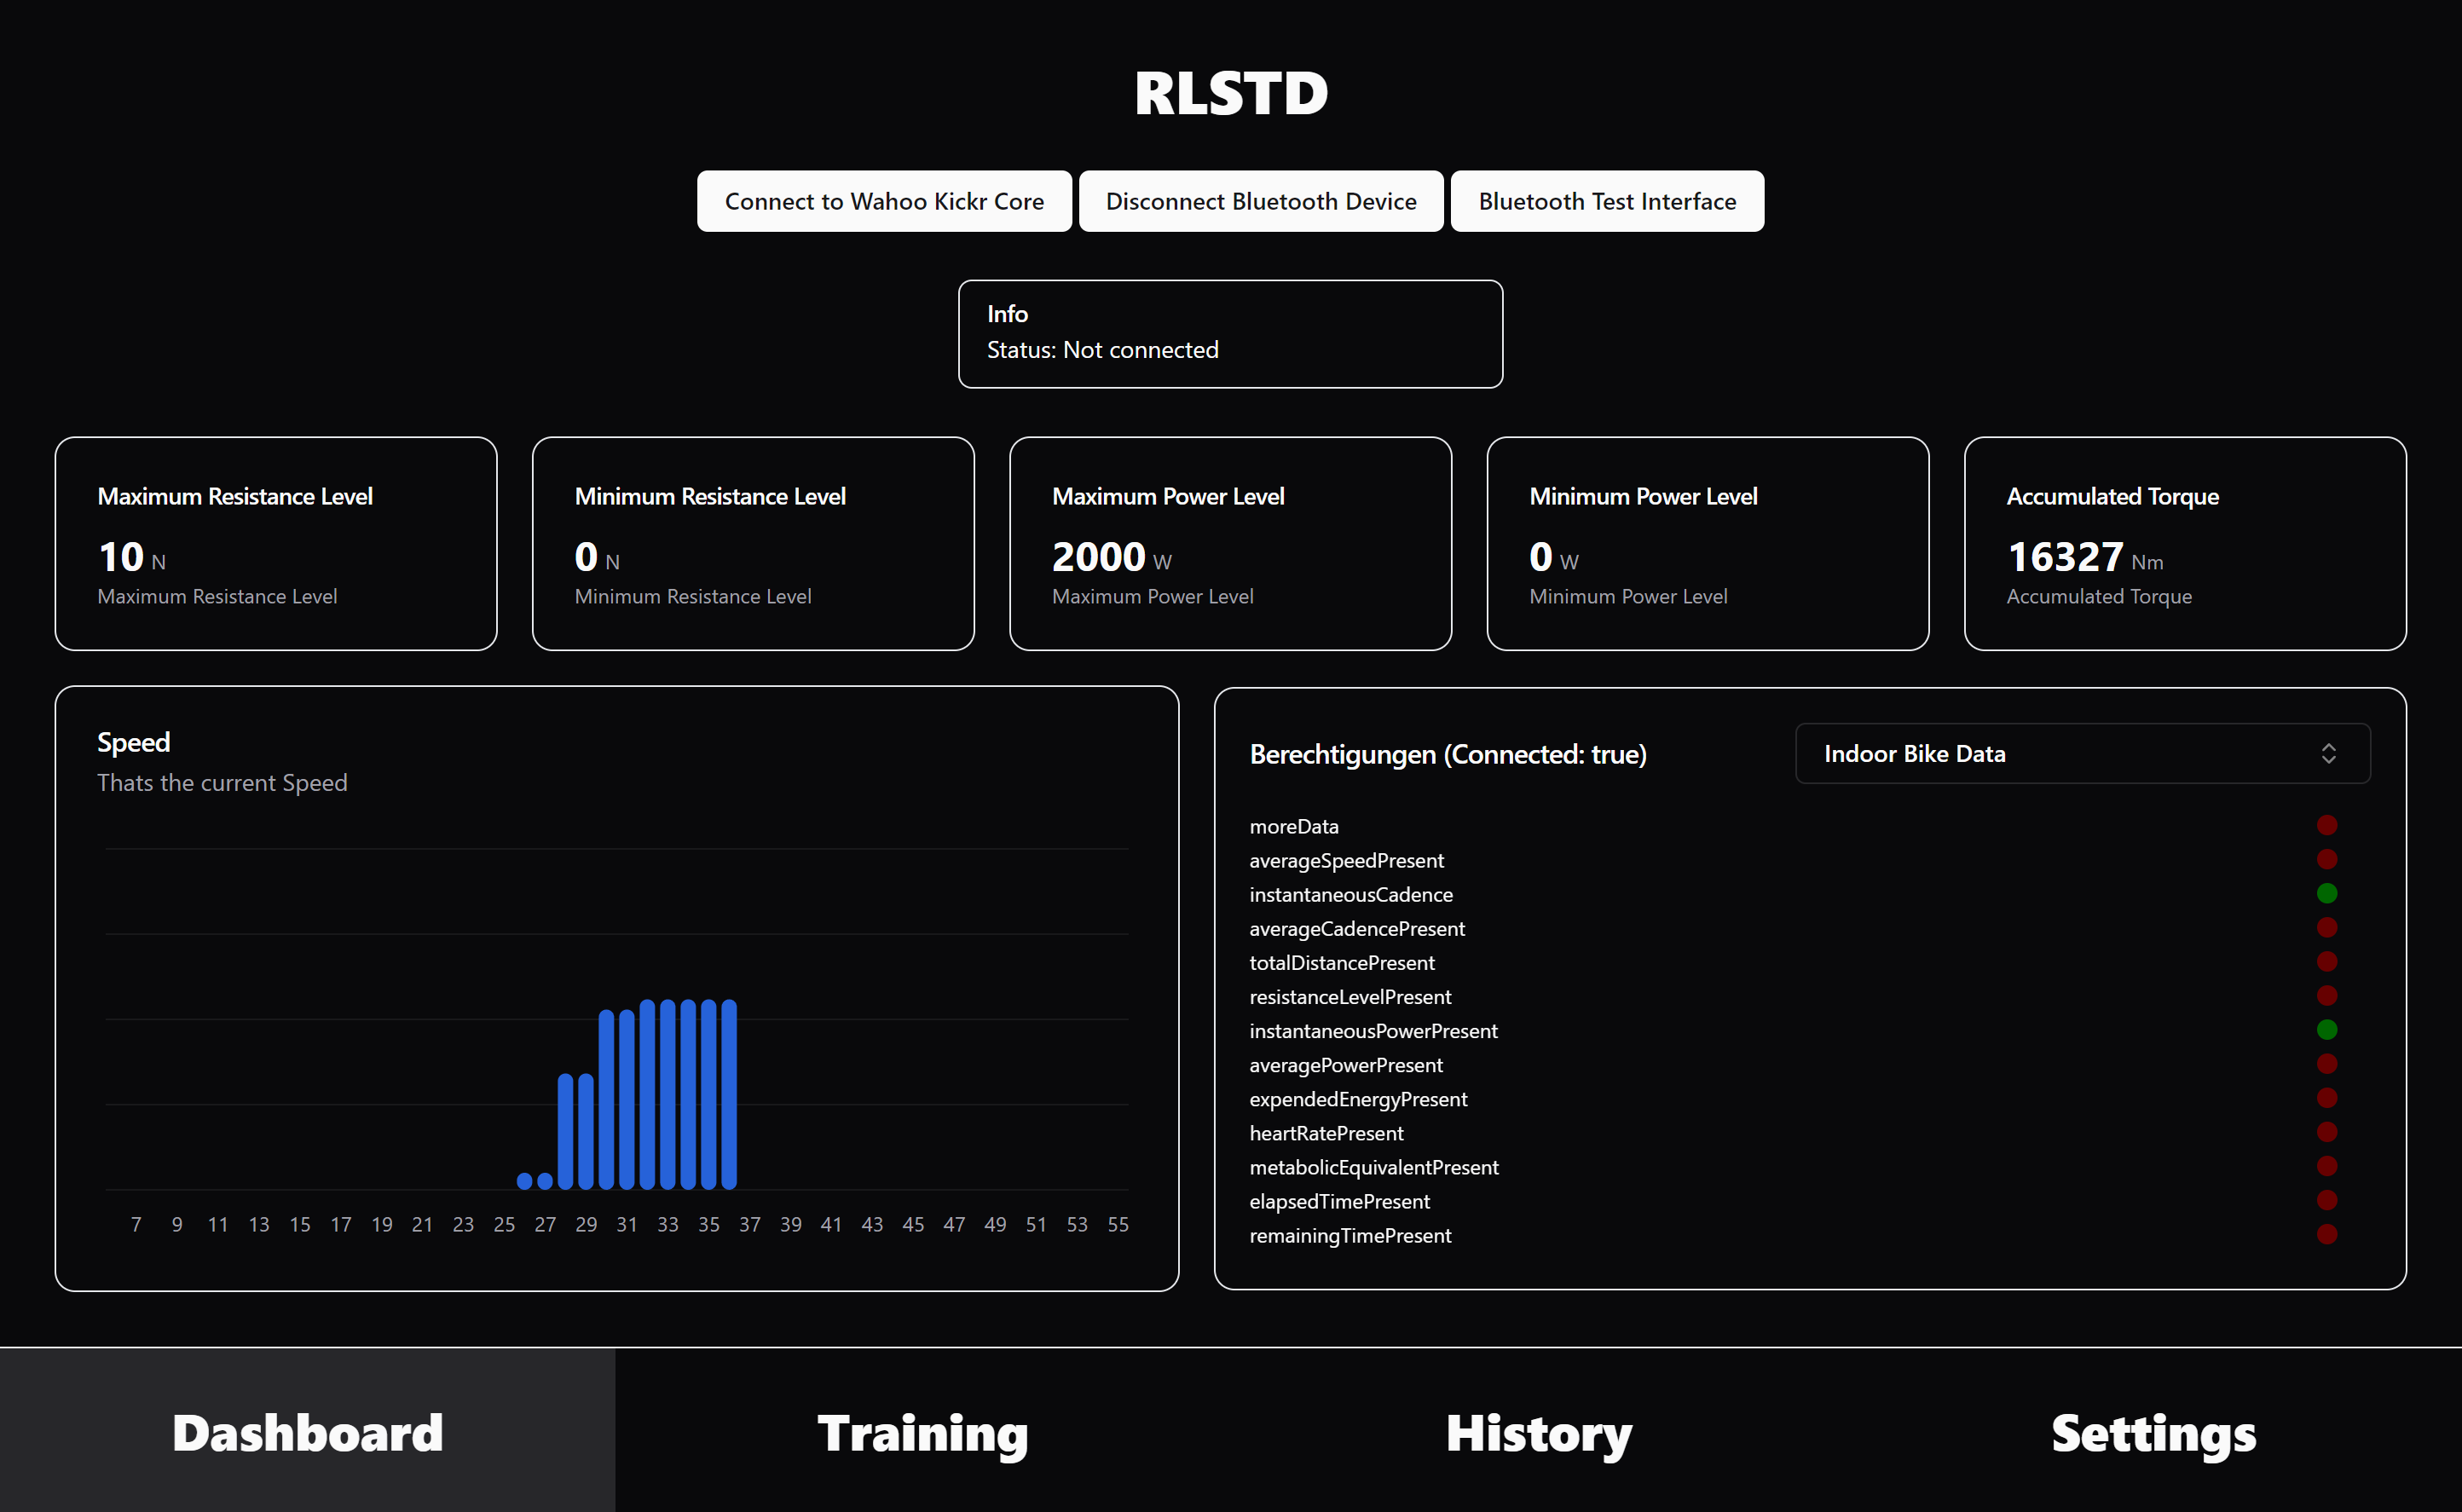 RLSTD
Connect to Wahoo Kickr Core
Disconnect Bluetooth Device
Bluetooth Test Interface
Info
Status: Not connected
Maximum Resistance Level
10 N
Maximum Resistance Level
Minimum Resistance Level
0 N
Minimum Resistance Level
Maximum Power Level
2000 W
Maximum Power Level
Minimum Power Level
0 W
Minimum Power Level
Accumulated Torque
16327 Nm
Accumulated Torque
Speed
Thats the current Speed
7 9 11 13 15 17 19 21 23 25 27 29 31 33 35 37 39 41 43 45 47 49 51 53 55
Berechtigungen (Connected: true)
Indoor Bike Data
moreData
averageSpeedPresent
instantaneousCadence
averageCadencePresent
totalDistancePresent
resistanceLevelPresent
instantaneousPowerPresent
averagePowerPresent
expendedEnergyPresent
heartRatePresent
metabolicEquivalentPresent
elapsedTimePresent
remainingTimePresent
Dashboard
Training
History
Settings